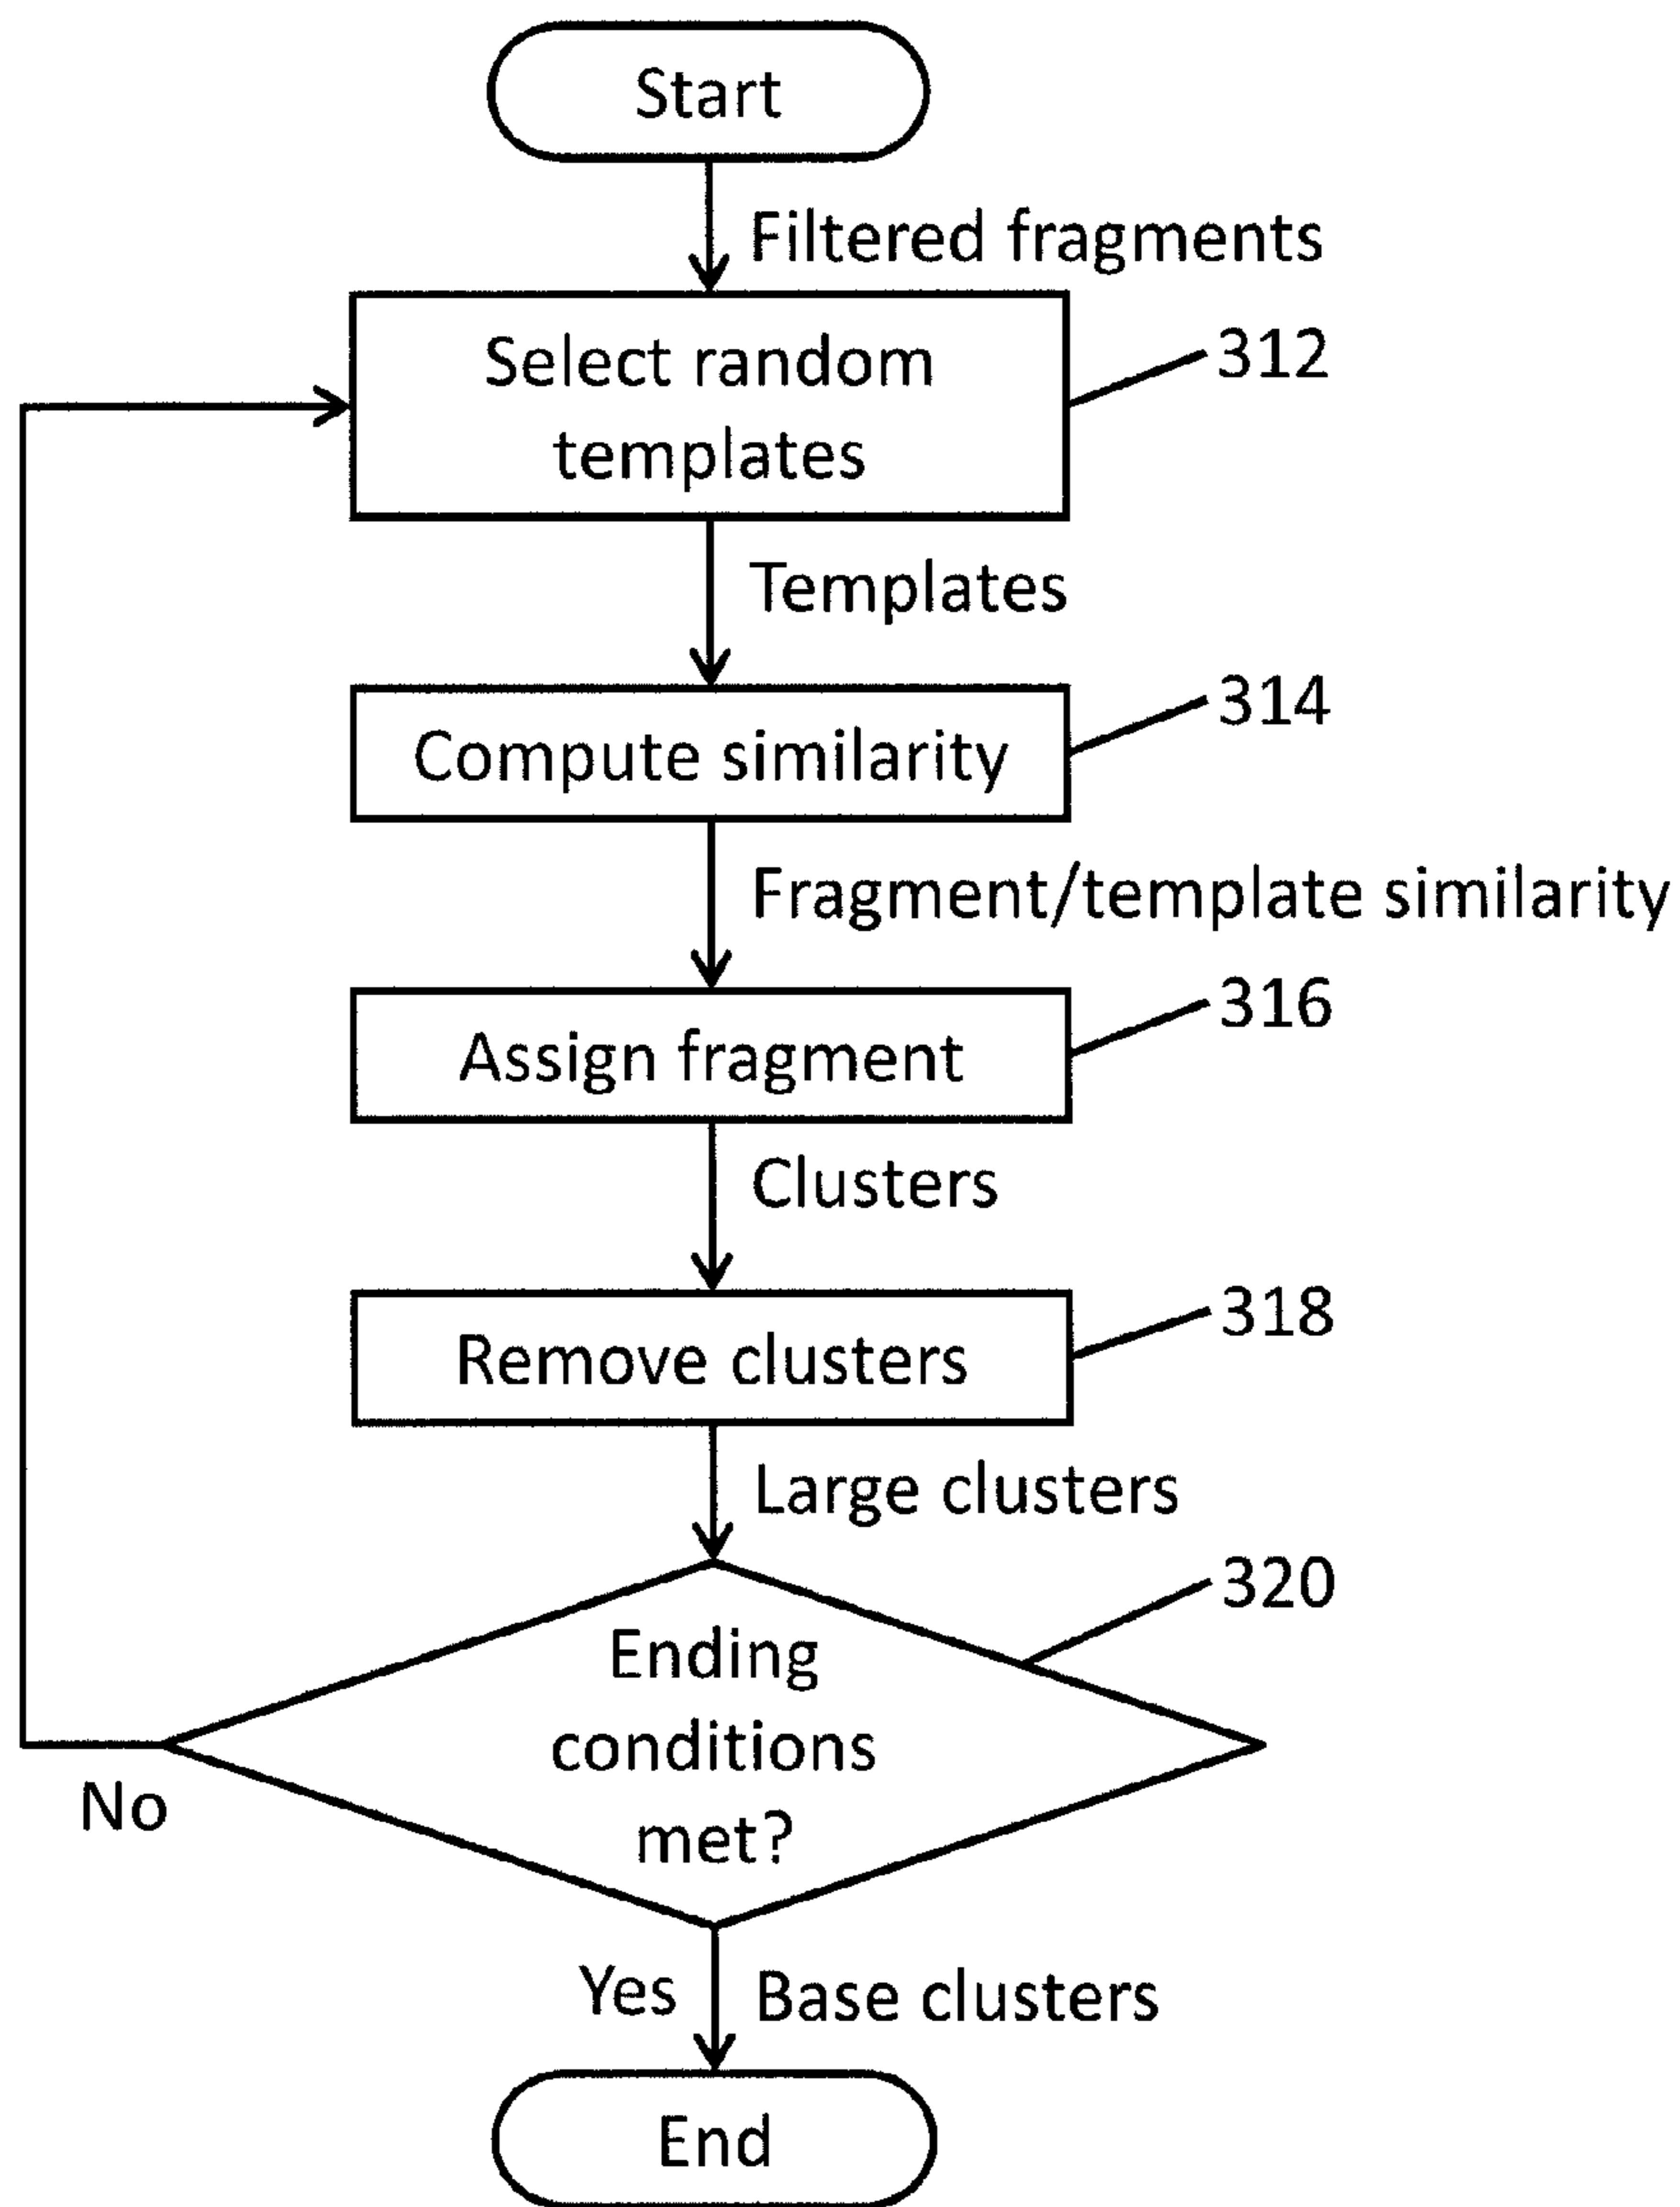 Start
Filtered fragments
Select random
templates
312
Templates
Compute similarity
314
Fragment/template similarity
Assign fragment
316
Clusters
Remove clusters
318
Large clusters
Ending
conditions
met?
320
No
Yes
Base clusters
End